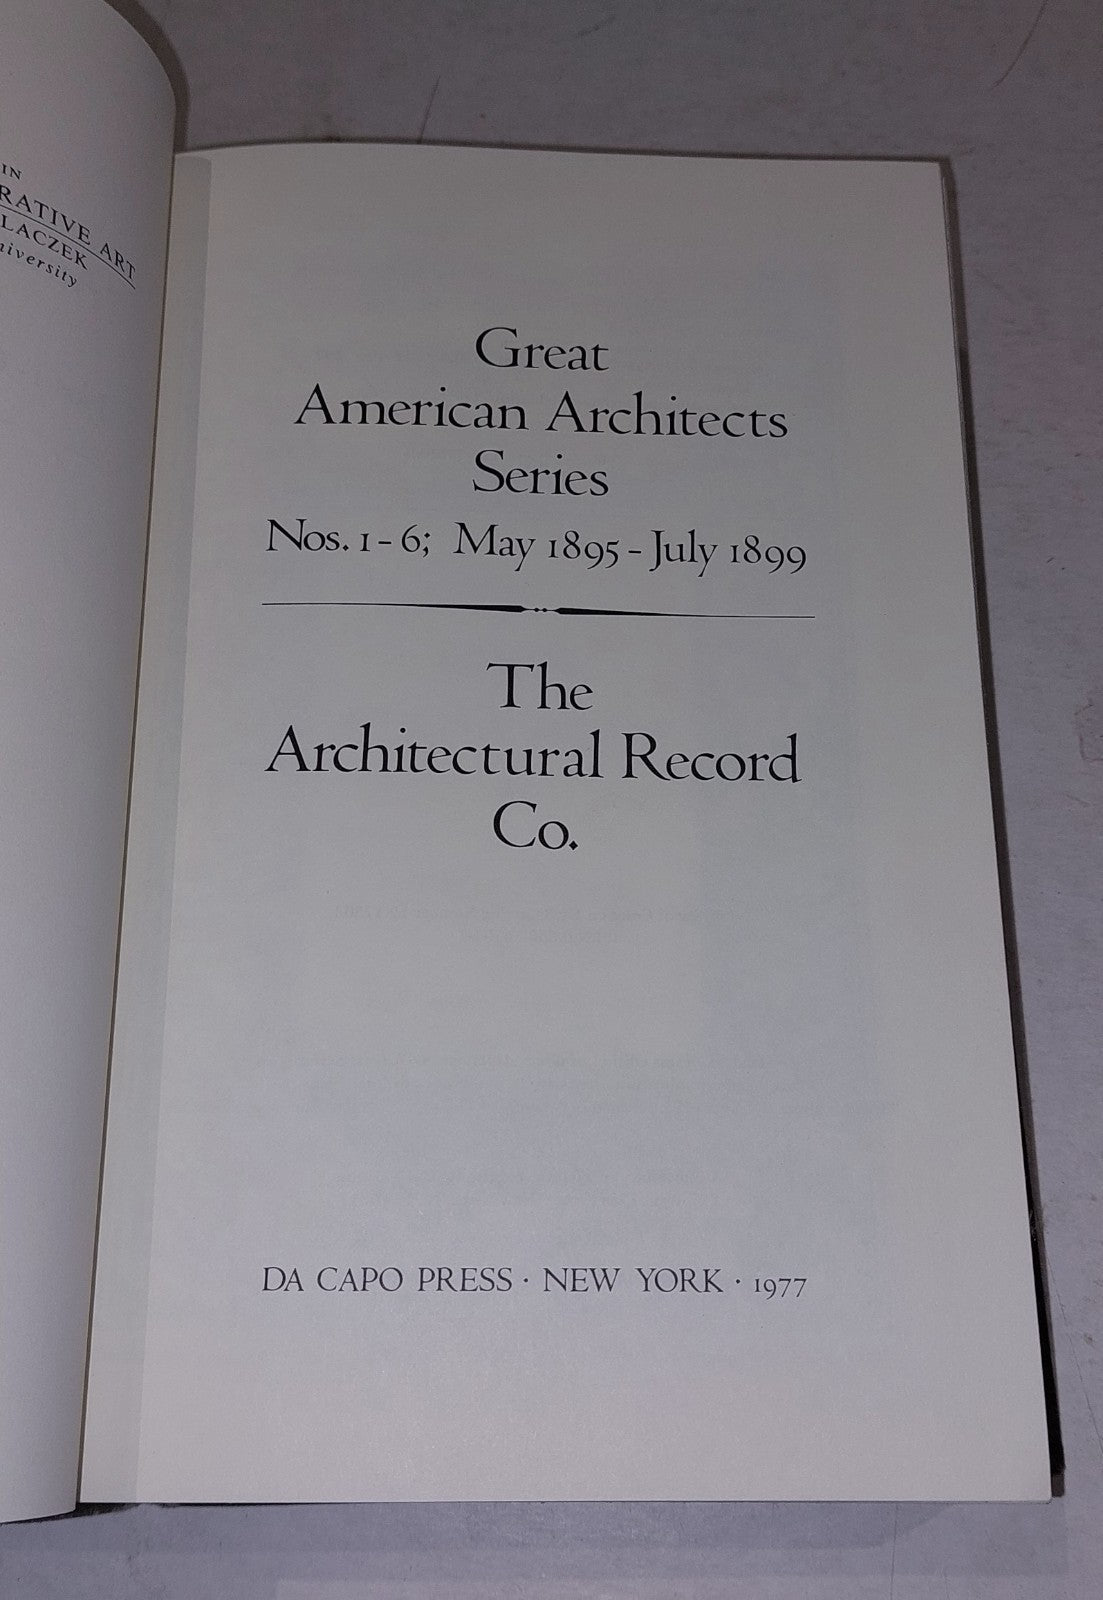 IN
RATIVE ART
LACZEK
niversity
Great
American Architects
Series
Nos. 1-6; May 1895-July 1899
The
Architectural Record
Co.
DA CAPO PRESS · NEW YORK · 1977